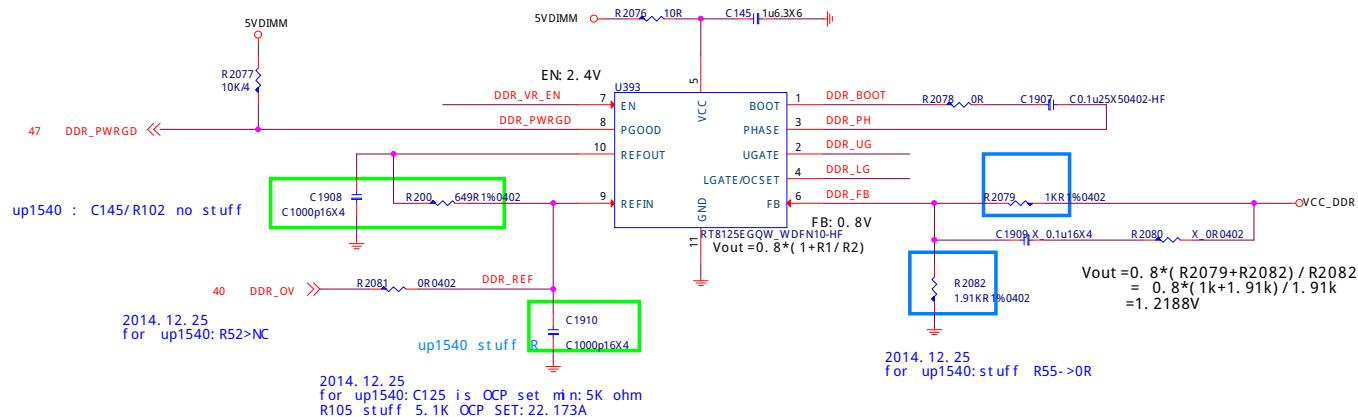 5VDIMM
R2076 10R
C145 1u6.3X6
5VDIMM
R2077
10K/4
EN: 2.4V
U393
5
VCC
DDR_VR_EN
7
EN
BOOT
1
DDR_BOOT
R2078 0R
C1907 C0.1u25X50402-HF
47 DDR_PWRGD
DDR_PWRGD
8
PGOOD
PHASE
3
DDR_PH
10
REFOUT
UGATE
2
DDR_UG
LGATE/OCSET
4
DDR_LG
C1908
C1000p16X4
R200 649R1%0402
9
REFIN
GND
11
FB
6
DDR_FB
R2079 1KR1%0402
VCC_DDR
up1540 : C145/R102 no stuff
FB: 0.8V
RT8125EGQW_WDFN10-HF
Vout=0.8*(1+R1/R2)
C1909 X_0.1u16X4
R2080 X_0R0402
40 DDR_OV
R2081 0R0402
DDR_REF
R2082
1.91KR1%0402
Vout=0.8*(R2079+R2082)/R2082
= 0.8*(1k+1.91k)/1.91k
=1.2188V
2014.12.25
for up1540:R52>NC
C1910
C1000p16X4
up1540 stuff R
2014.12.25
for up1540:stuff R55->0R
2014.12.25
for up1540:C125 is OCP set min:5K ohm
R105 stuff 5.1K OCP SET:22.173A